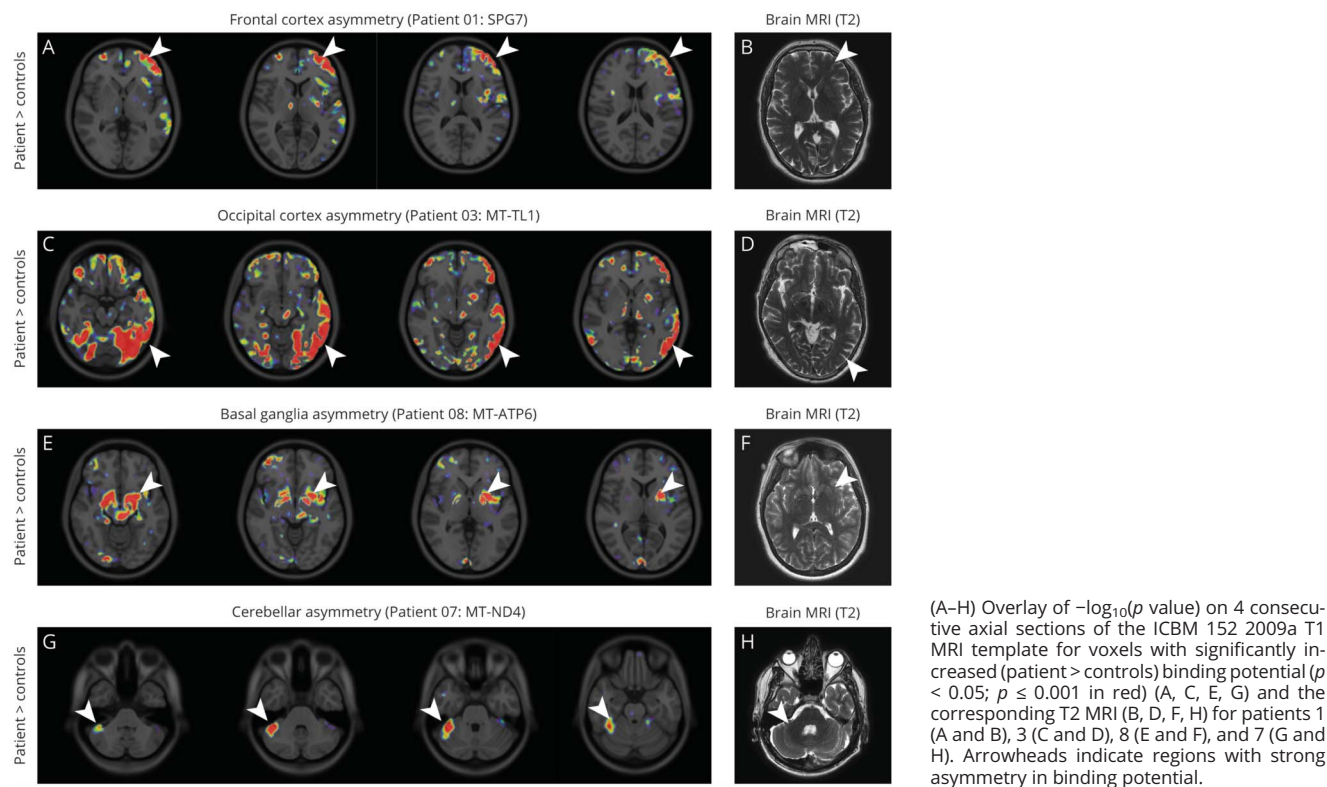 Frontal cortex asymmetry (Patient 01: SPG7)
Brain MRI (T2)
Patient > controls
A
B
Occipital cortex asymmetry (Patient 03: MT-TL1)
Brain MRI (T2)
Patient > controls
C
D
Basal ganglia asymmetry (Patient 08: MT-ATP6)
Brain MRI (T2)
Patient > controls
E
F
Cerebellar asymmetry (Patient 07: MT-ND4)
Brain MRI (T2)
Patient > controls
G
H
(A–H) Overlay of −log₁₀(p value) on 4 consecu-
tive axial sections of the ICBM 152 2009a T1
MRI template for voxels with significantly in-
creased (patient > controls) binding potential (p
< 0.05; p ≤ 0.001 in red) (A, C, E, G) and the
corresponding T2 MRI (B, D, F, H) for patients 1
(A and B), 3 (C and D), 8 (E and F), and 7 (G and
H). Arrowheads indicate regions with strong
asymmetry in binding potential.